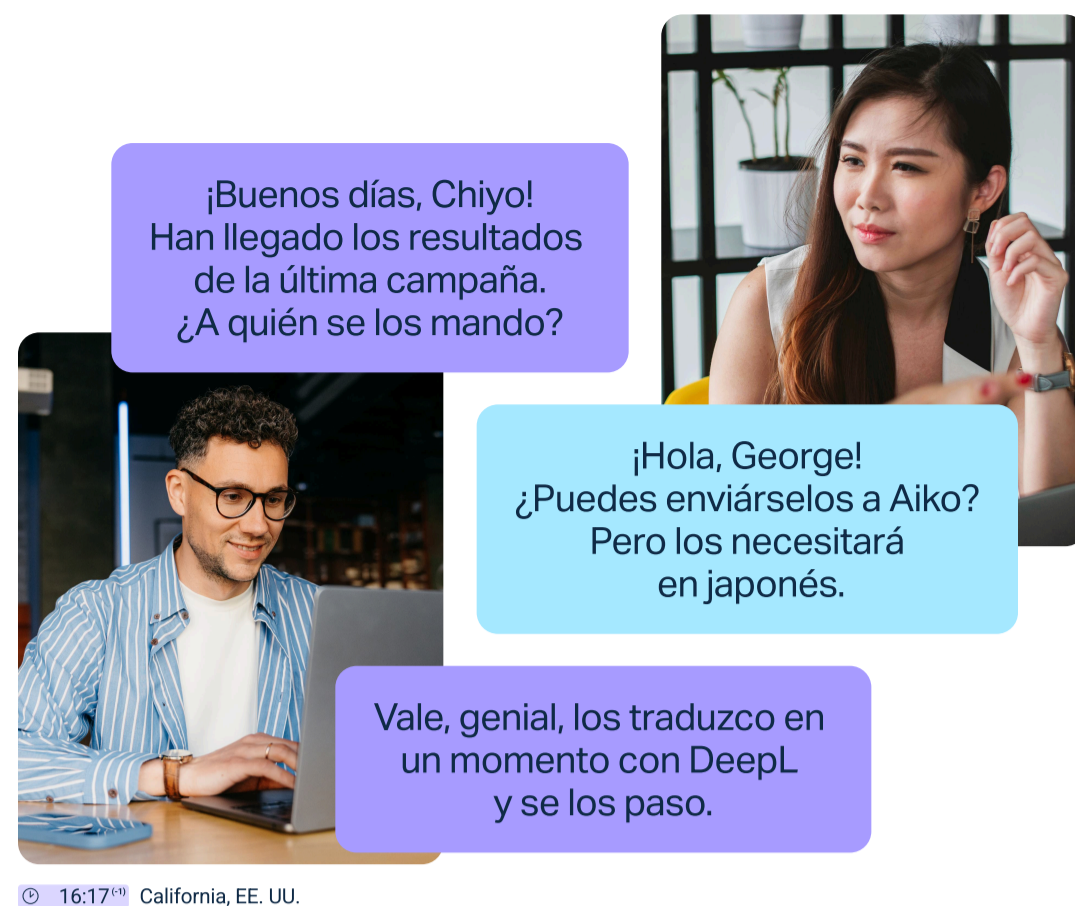 ¡Buenos días, Chiyo!
Han llegado los resultados
de la última campaña.
¿A quién se los mando?
¡Hola, George!
¿Puedes enviárselos a Aiko?
Pero los necesitará
en japonés.
Vale, genial, los traduzco en
un momento con DeepL
y se los paso.
16:17(-1) California, EE. UU.